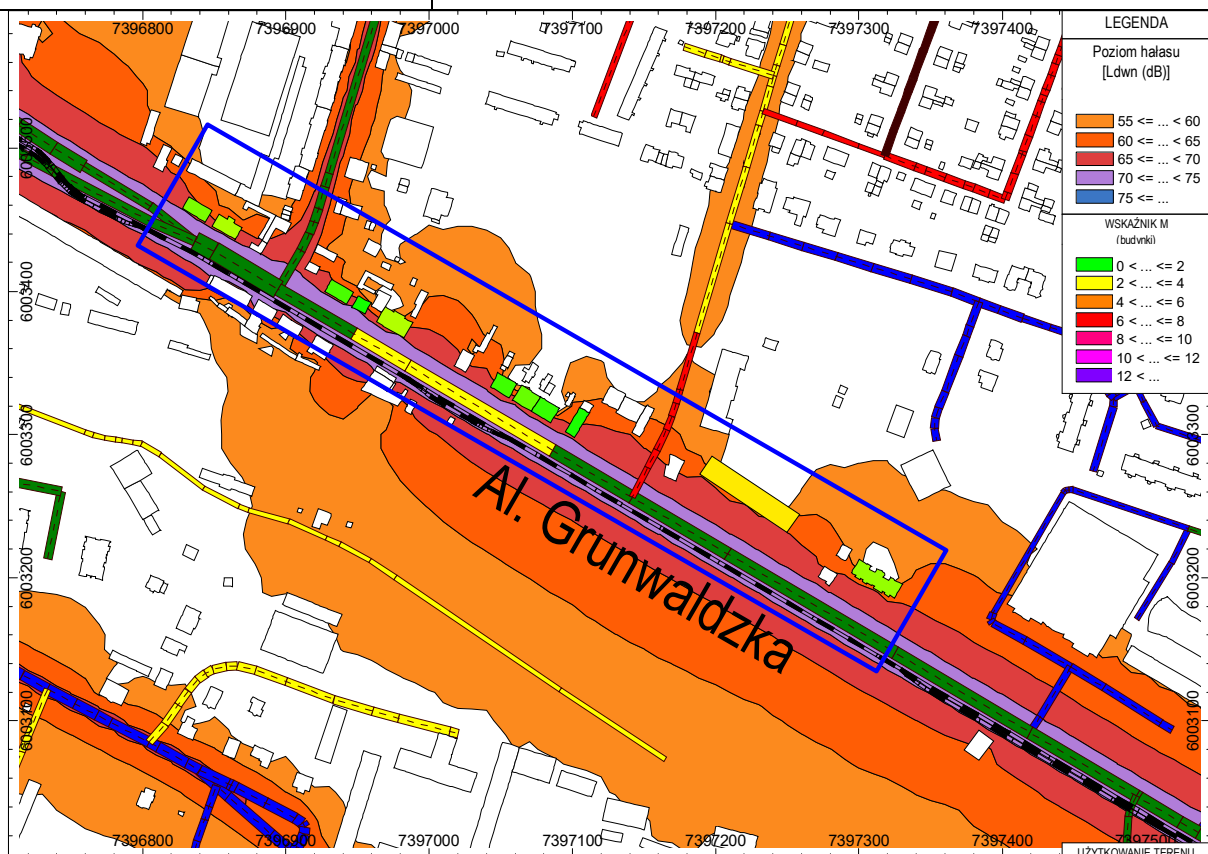 7396800 7396900 7397000 7397100 7397200 7397300 7397400
LEGENDA
Poziom hałasu
[Ldwn (dB)]
55 <= ... < 60
60 <= ... < 65
65 <= ... < 70
70 <= ... < 75
75 <= ...
WSKAŹNIK M
(budynki)
0 < ... <= 2
2 < ... <= 4
4 < ... <= 6
6 < ... <= 8
8 < ... <= 10
10 < ... <= 12
12 < ...
6003400
6003300
6003300
6003200
6003200
6003100
6003100
Al. Grunwaldzka
7396800 7396900 7397000 7397100 7397200 7397300 7397400 7397500
UŻYTKOWANIE TERENU